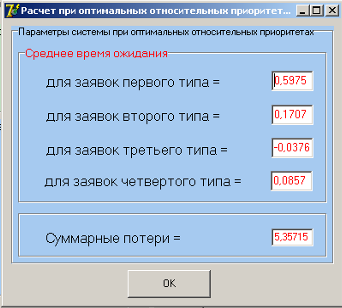 Расчет при оптимальных относительных приоритет...
Параметры системы при оптимальных относительных приоритетах
Среднее время ожидания
для заявок первого типа = 0,5975
для заявок второго типа = 0,1707
для заявок третьего типа = -0,0376
для заявок четвертого типа = 0,0857
Суммарные потери = 5,35715
OK